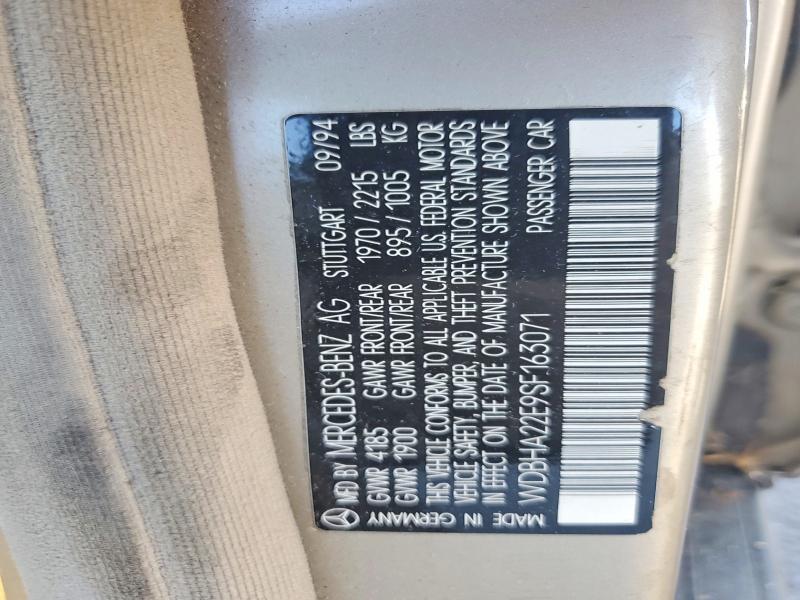 MFD BY MERCEDES-BENZ AG STUTTGART 09/94
GVWR 4185 GAWR FRONT/REAR 1970 / 2215 LBS
GVWR 1900 GAWR FRONT/REAR 895 / 1005 KG
THIS VEHICLE CONFORMS TO ALL APPLICABLE U.S. FEDERAL MOTOR
VEHICLE SAFETY, BUMPER, AND THEFT PREVENTION STANDARDS
IN EFFECT ON THE DATE OF MANUFACTURE SHOWN ABOVE
WDBHA22E9SF163071 PASSENGER CAR
MADE IN GERMANY